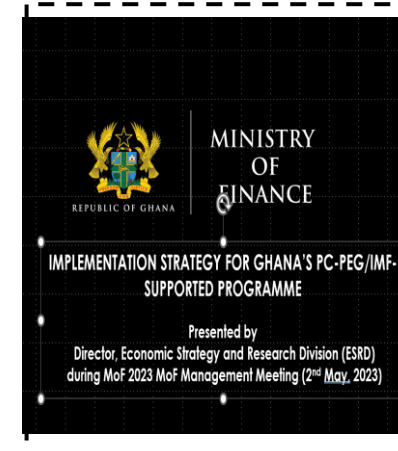 MINISTRY
OF
FINANCE
REPUBLIC OF GHANA
IMPLEMENTATION STRATEGY FOR GHANA'S PC-PEG/IMF-
SUPPORTED PROGRAMME
Presented by
Director, Economic Strategy and Research Division (ESRD)
during MoF 2023 MoF Management Meeting (2nd May, 2023)